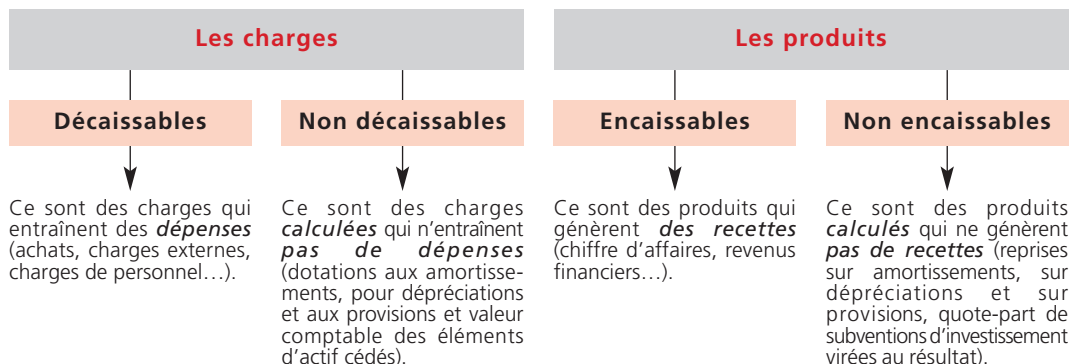 Les charges
Les produits
Décaissables
Non décaissables
Encaissables
Non encaissables
Ce sont des charges qui
entraînent des dépenses
(achats, charges externes,
charges de personnel…).
Ce sont des charges
calculées qui n'entraînent
pas de dépenses
(dotations aux amortisse-
ments, pour dépréciations
et aux provisions et valeur
comptable des éléments
d'actif cédés).
Ce sont des produits qui
génèrent des recettes
(chiffre d'affaires, revenus
financiers…).
Ce sont des produits
calculés qui ne génèrent
pas de recettes (reprises
sur amortissements, sur
dépréciations et sur
provisions, quote-part de
subventions d'investissement
virées au résultat).